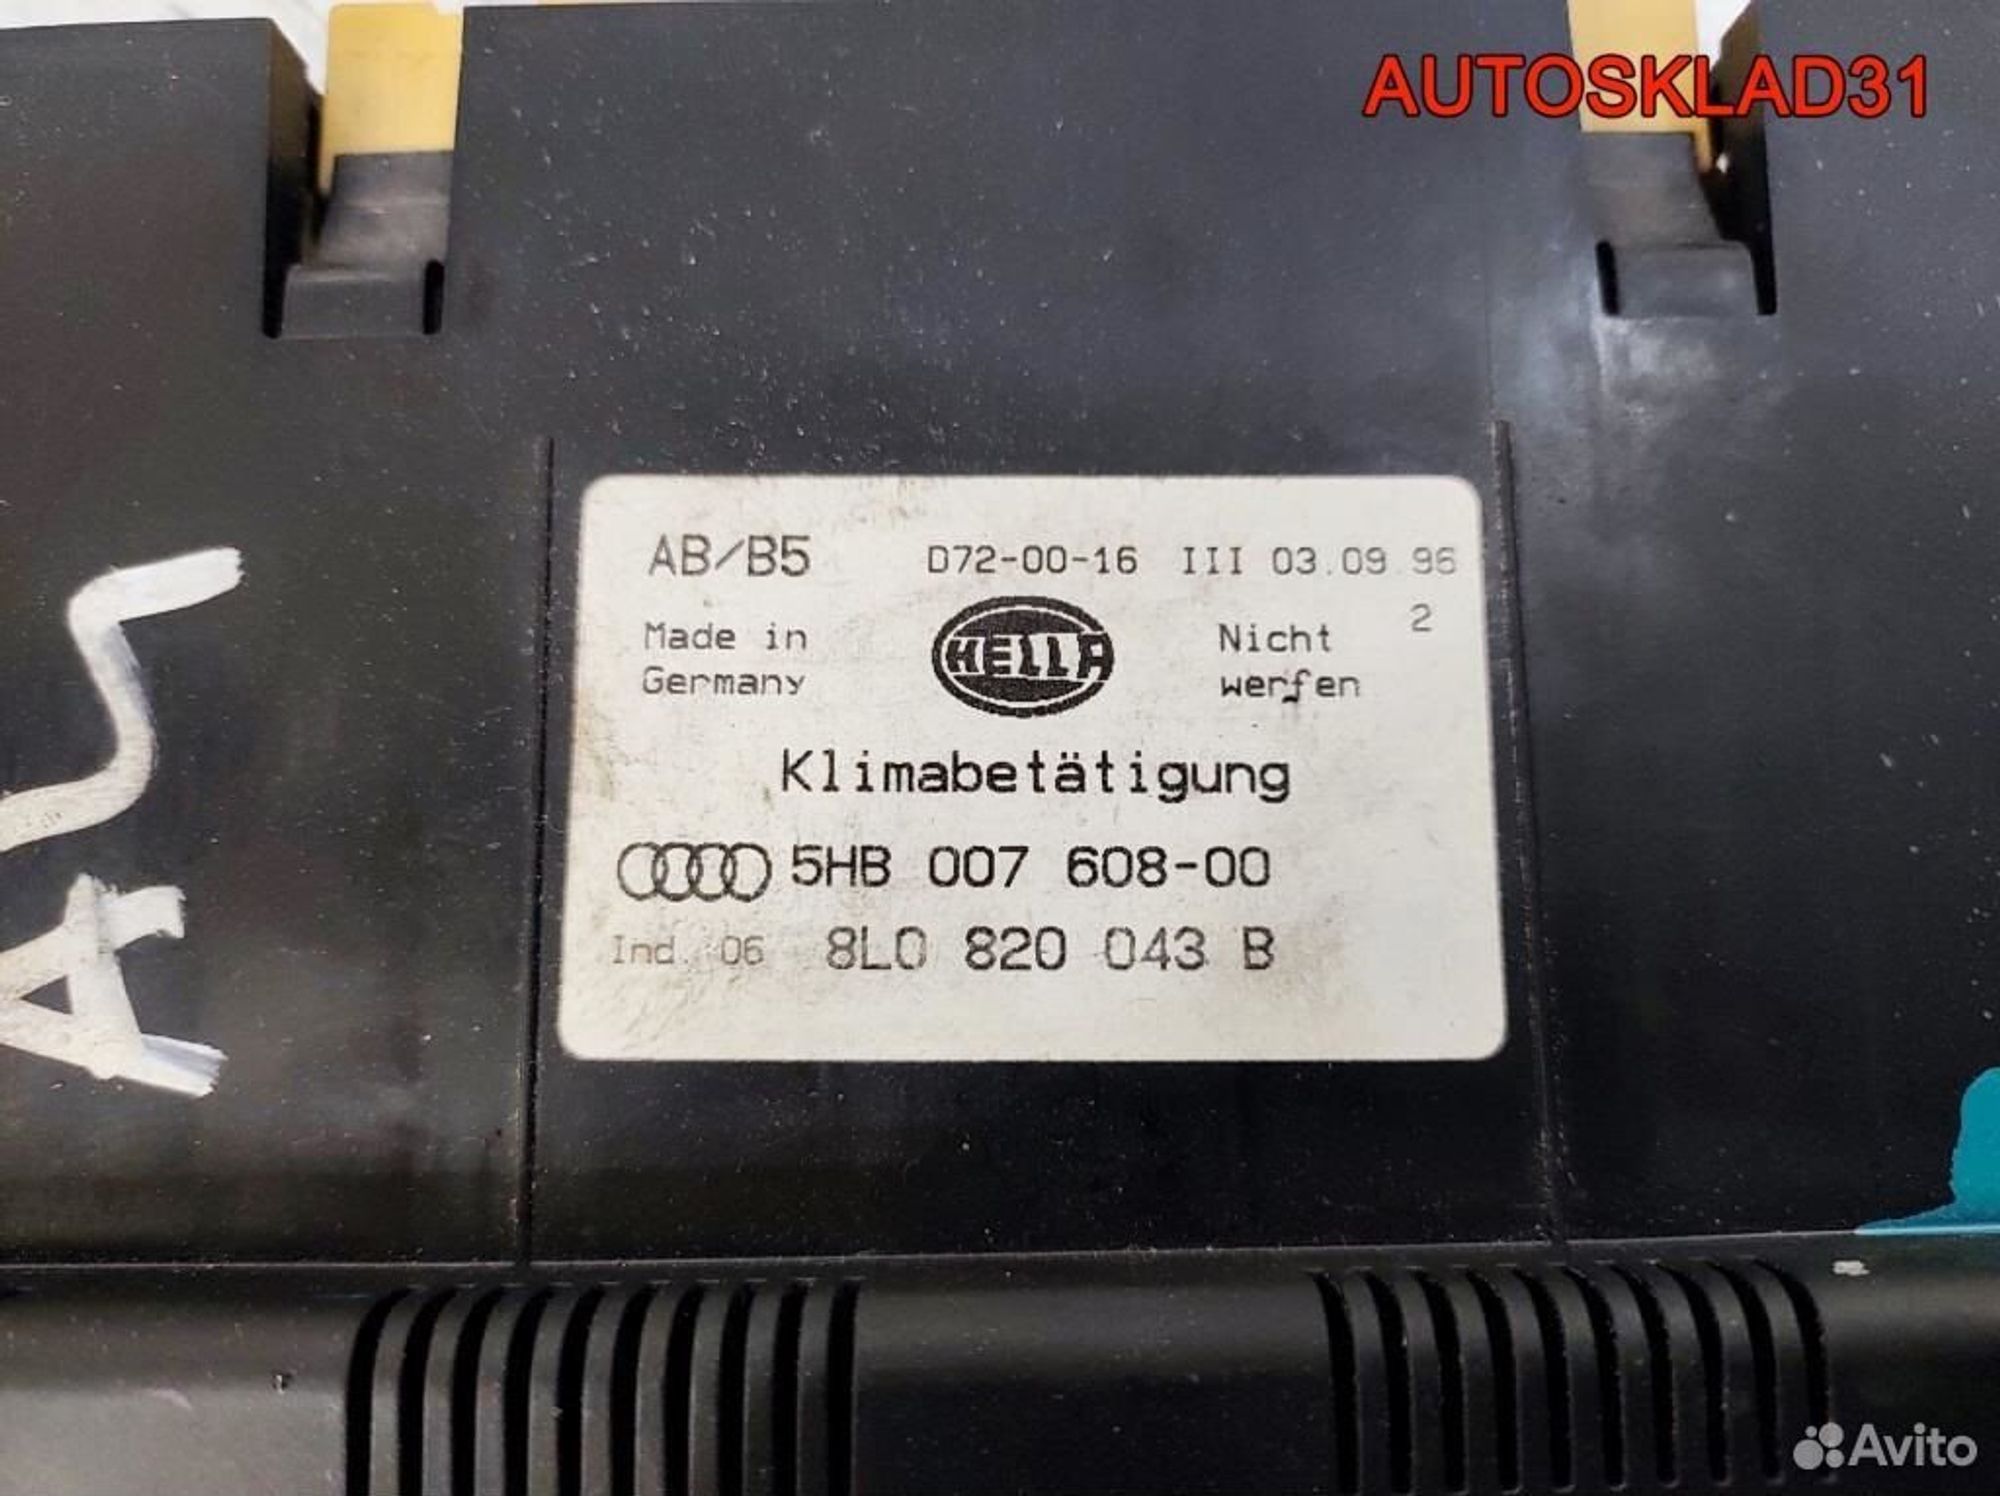 AUTOSKLAD31
AB/B5 D72-00-16 III 03.09.96
2
Made in Germany
HELLA
Nicht werfen
Klimabetätigung
5HB 007 608-00
Ind. 06 8L0 820 043 B
Avito